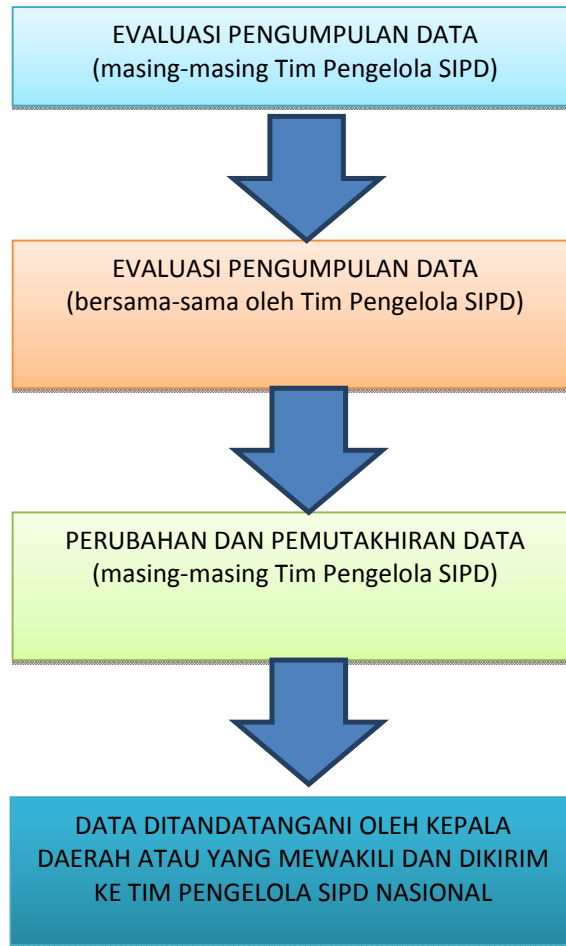 EVALUASI PENGUMPULAN DATA
(masing-masing Tim Pengelola SIPD)
EVALUASI PENGUMPULAN DATA
(bersama-sama oleh Tim Pengelola SIPD)
PERUBAHAN DAN PEMUTAKHIRAN DATA
(masing-masing Tim Pengelola SIPD)
DATA DITANDATANGANI OLEH KEPALA
DAERAH ATAU YANG MEWAKILI DAN DIKIRIM
KE TIM PENGELOLA SIPD NASIONAL